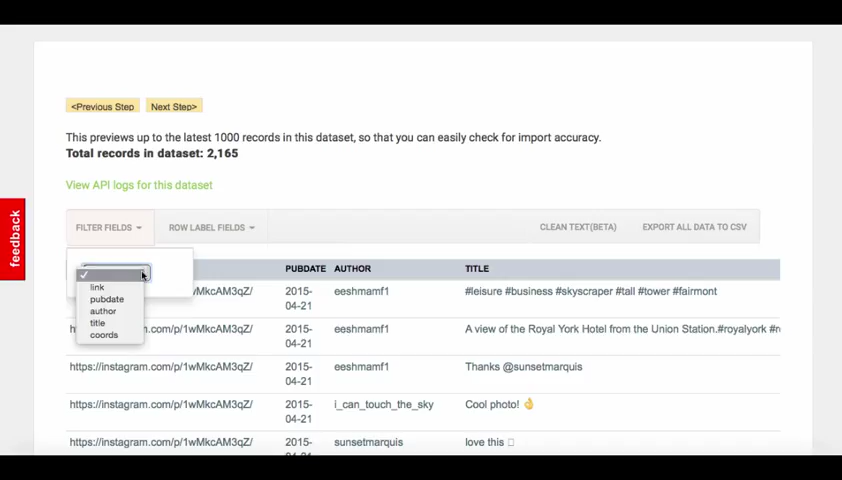 <Previous Step Next Step>
This previews up to the latest 1000 records in this dataset, so that you can easily check for import accuracy.
Total records in dataset: 2,165
View API logs for this dataset
feedback
FILTER FIELDS ROW LABEL FIELDS CLEAN TEXT(BETA) EXPORT ALL DATA TO CSV
link
pubdate
author
title
coords
PUBDATE AUTHOR TITLE
wMkcAM3qZ/ 2015-04-21 eeshmamf1 #leisure #business #skyscraper #tall #tower #fairmont
1wMkcAM3qZ/ 2015-04-21 eeshmamf1 A view of the Royal York Hotel from the Union Station.#royalyork
https://instagram.com/p/1wMkcAM3qZ/ 2015-04-21 eeshmamf1 Thanks @sunsetmarquis
https://instagram.com/p/1wMkcAM3qZ/ 2015-04-21 i_can_touch_the_sky Cool photo! 👌
https://instagram.com/p/1wMkcAM3qZ/ 2015- sunsetmarquis love this